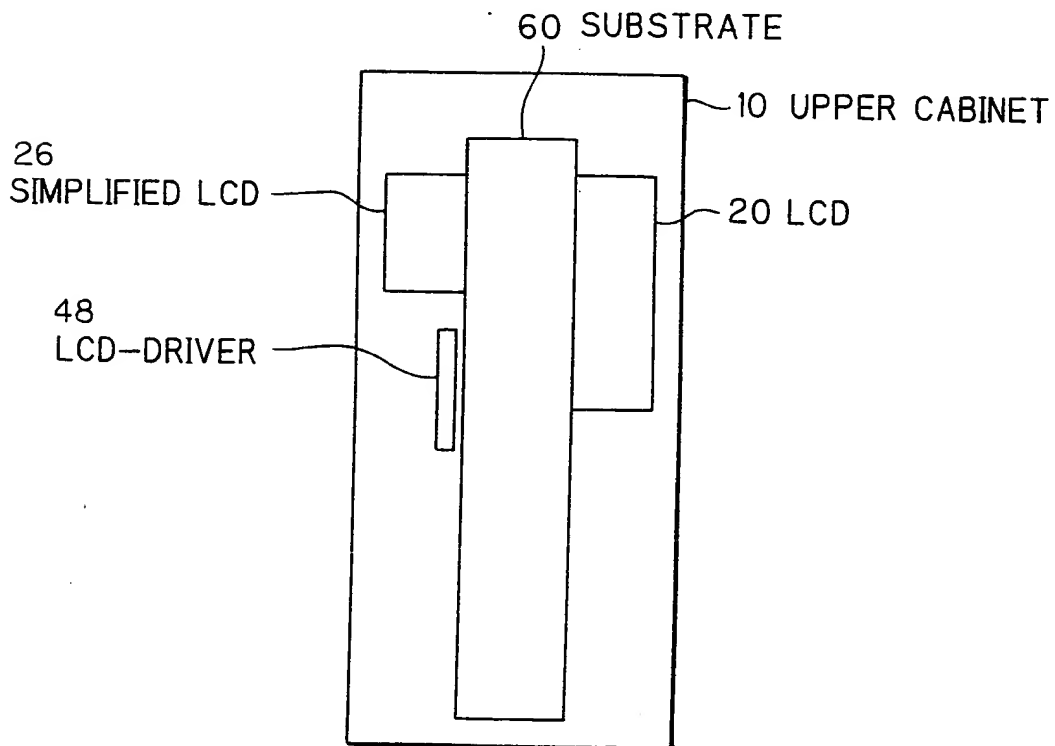 60 SUBSTRATE
10 UPPER CABINET
26
SIMPLIFIED LCD
20 LCD
48
LCD-DRIVER